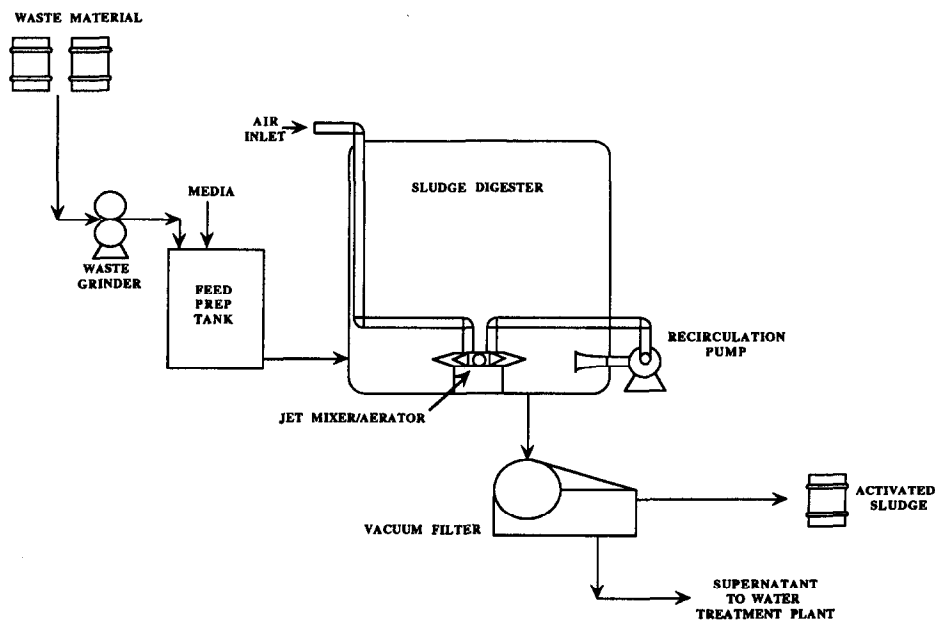 WASTE MATERIAL
AIR
INLET
SLUDGE DIGESTER
MEDIA
WASTE
GRINDER
FEED
PREP
TANK
RECIRCULATION
PUMP
JET MIXER/AERATOR
VACUUM FILTER
ACTIVATED
SLUDGE
SUPERNATANT
TO WATER
TREATMENT PLANT